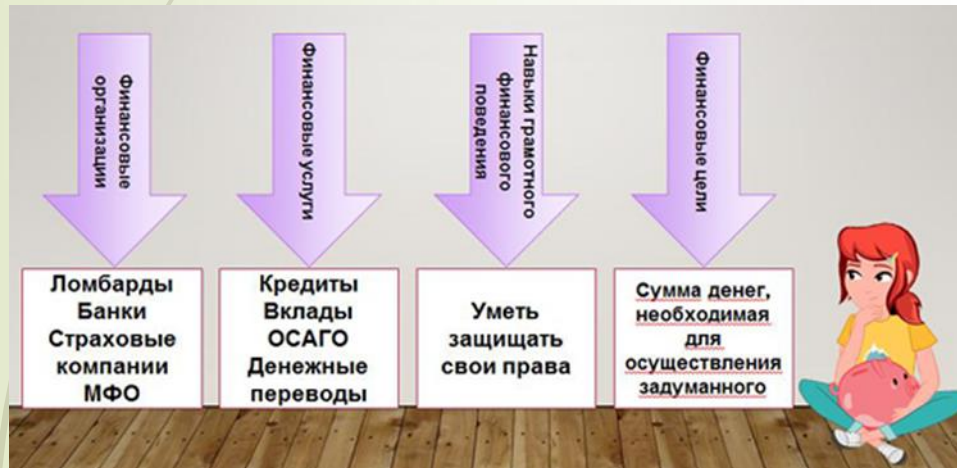 Финансовые
организации
Финансовые услуги
Навыки грамотного
финансового
поведения
Финансовые цели
Ломбарды
Банки
Страховые
компании
МФО
Кредиты
Вклады
ОСАГО
Денежные
переводы
Уметь
защищать
свои права
Сумма денег,
необходимая
для
осуществления
задуманного